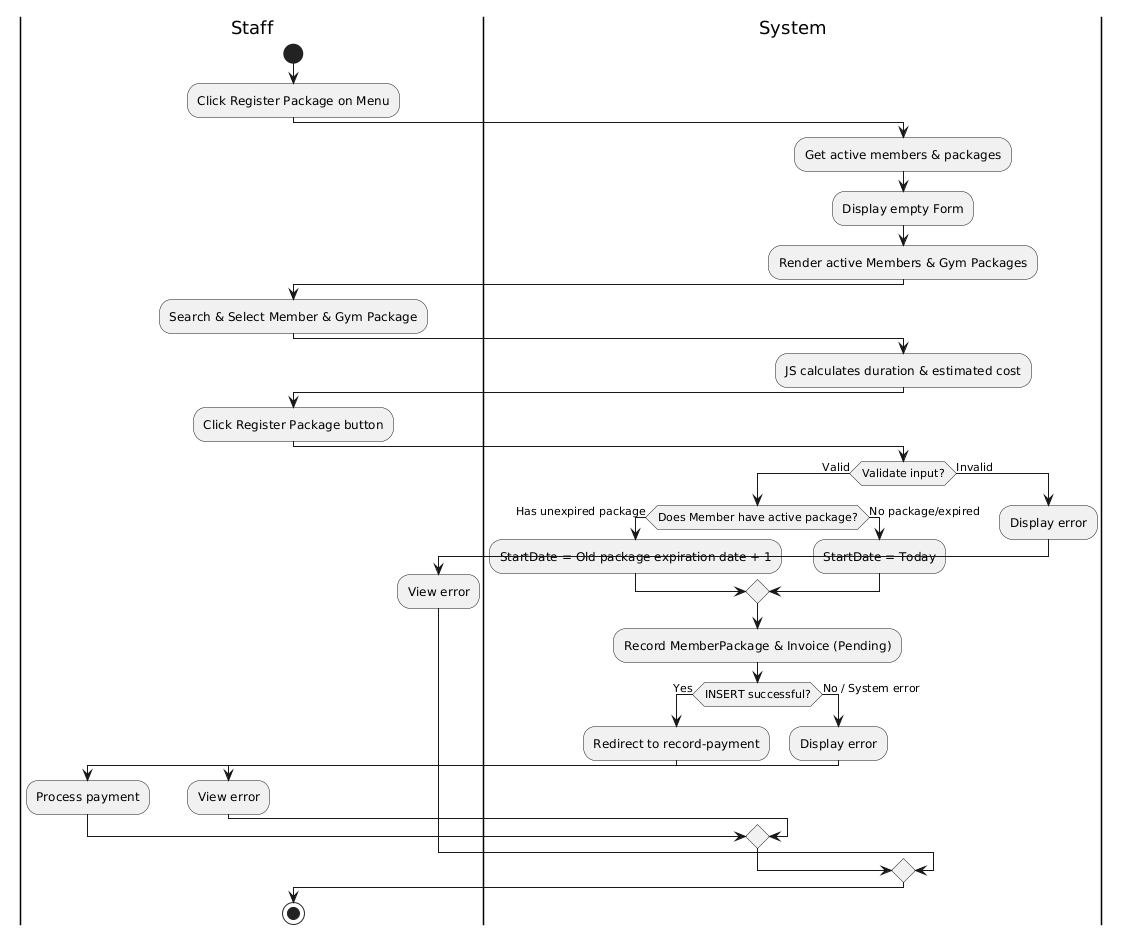 Staff
System
Click Register Package on Menu
Get active members & packages
Display empty Form
Render active Members & Gym Packages
Search & Select Member & Gym Package
JS calculates duration & estimated cost
Click Register Package button
Valid
Validate input?
Invalid
Has unexpired package
Does Member have active package?
No package/expired
Display error
StartDate = Old package expiration date + 1
StartDate = Today
View error
Record MemberPackage & Invoice (Pending)
Yes
INSERT successful?
No / System error
Redirect to record-payment
Display error
Process payment
View error